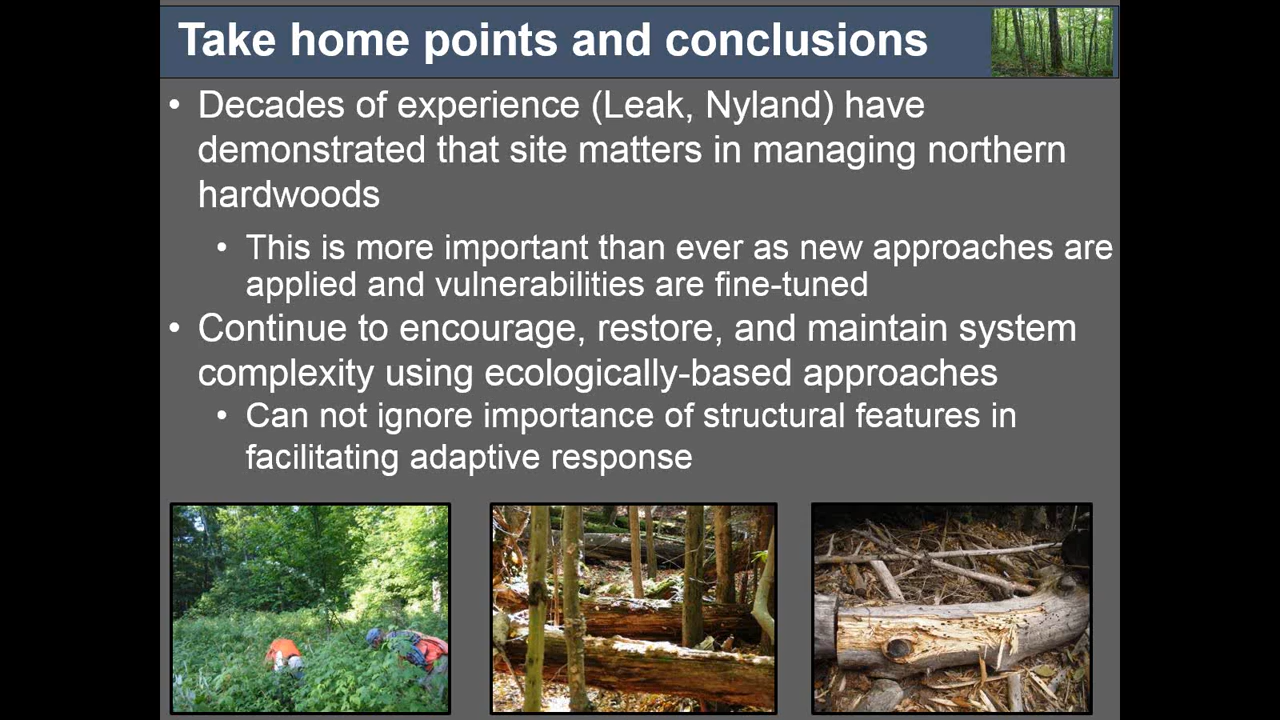 Take home points and conclusions
• Decades of experience (Leak, Nyland) have
demonstrated that site matters in managing northern
hardwoods
• This is more important than ever as new approaches are
applied and vulnerabilities are fine-tuned
• Continue to encourage, restore, and maintain system
complexity using ecologically-based approaches
• Can not ignore importance of structural features in
facilitating adaptive response